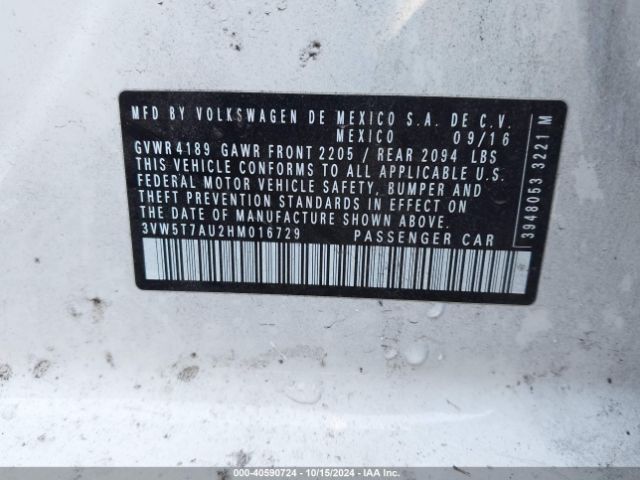 MFD BY VOLKSWAGEN DE MEXICO S.A. DE C.V.
MEXICO 09/16
GVWR 4189 GAWR FRONT 2205 / REAR 2094 LBS
THIS VEHICLE CONFORMS TO ALL APPLICABLE U.S.
FEDERAL MOTOR VEHICLE SAFETY, BUMPER AND
THEFT PREVENTION STANDARDS IN EFFECT ON
THE DATE OF MANUFACTURE SHOWN ABOVE.
3VW5T7AU2HM016729 PASSENGER CAR
3948053 3221 M
000-40590724 - 10/15/2024 - IAA Inc.